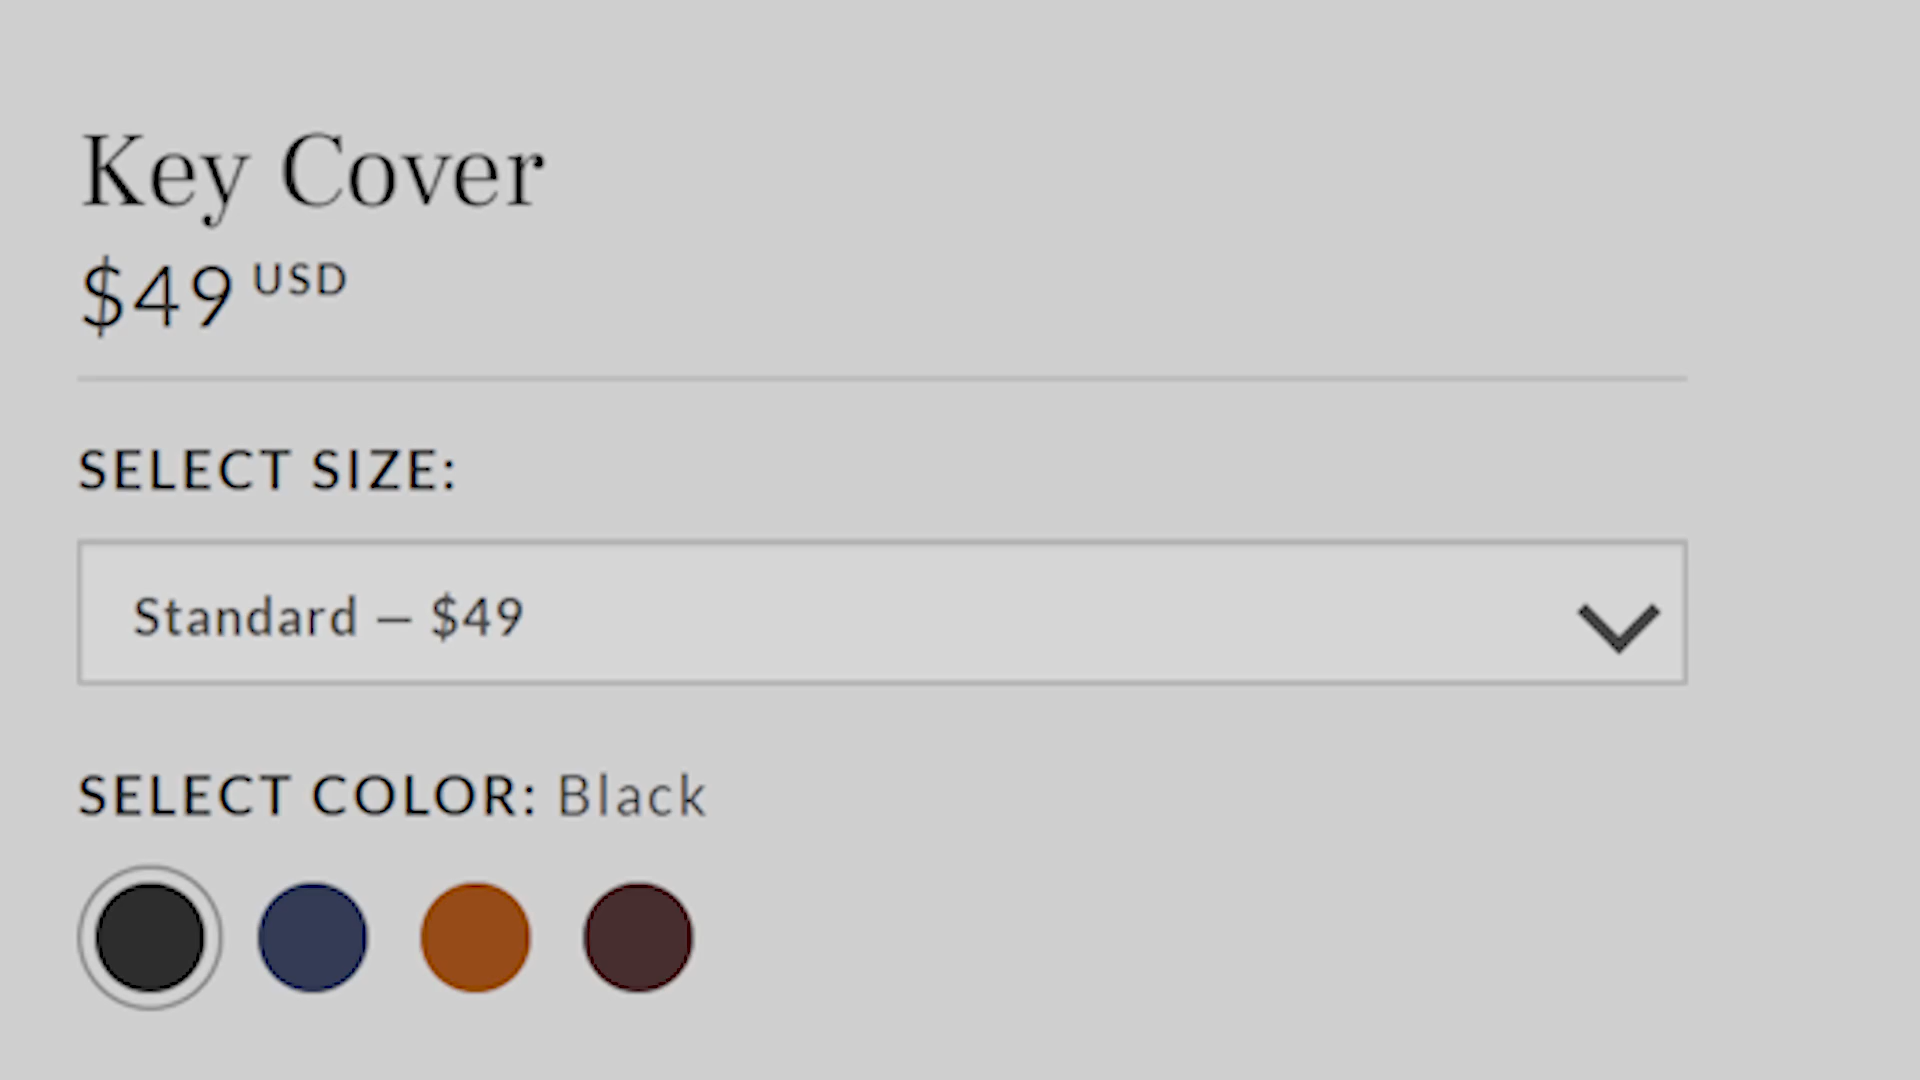 Key Cover
$49 USD
SELECT SIZE:
Standard – $49
SELECT COLOR: Black